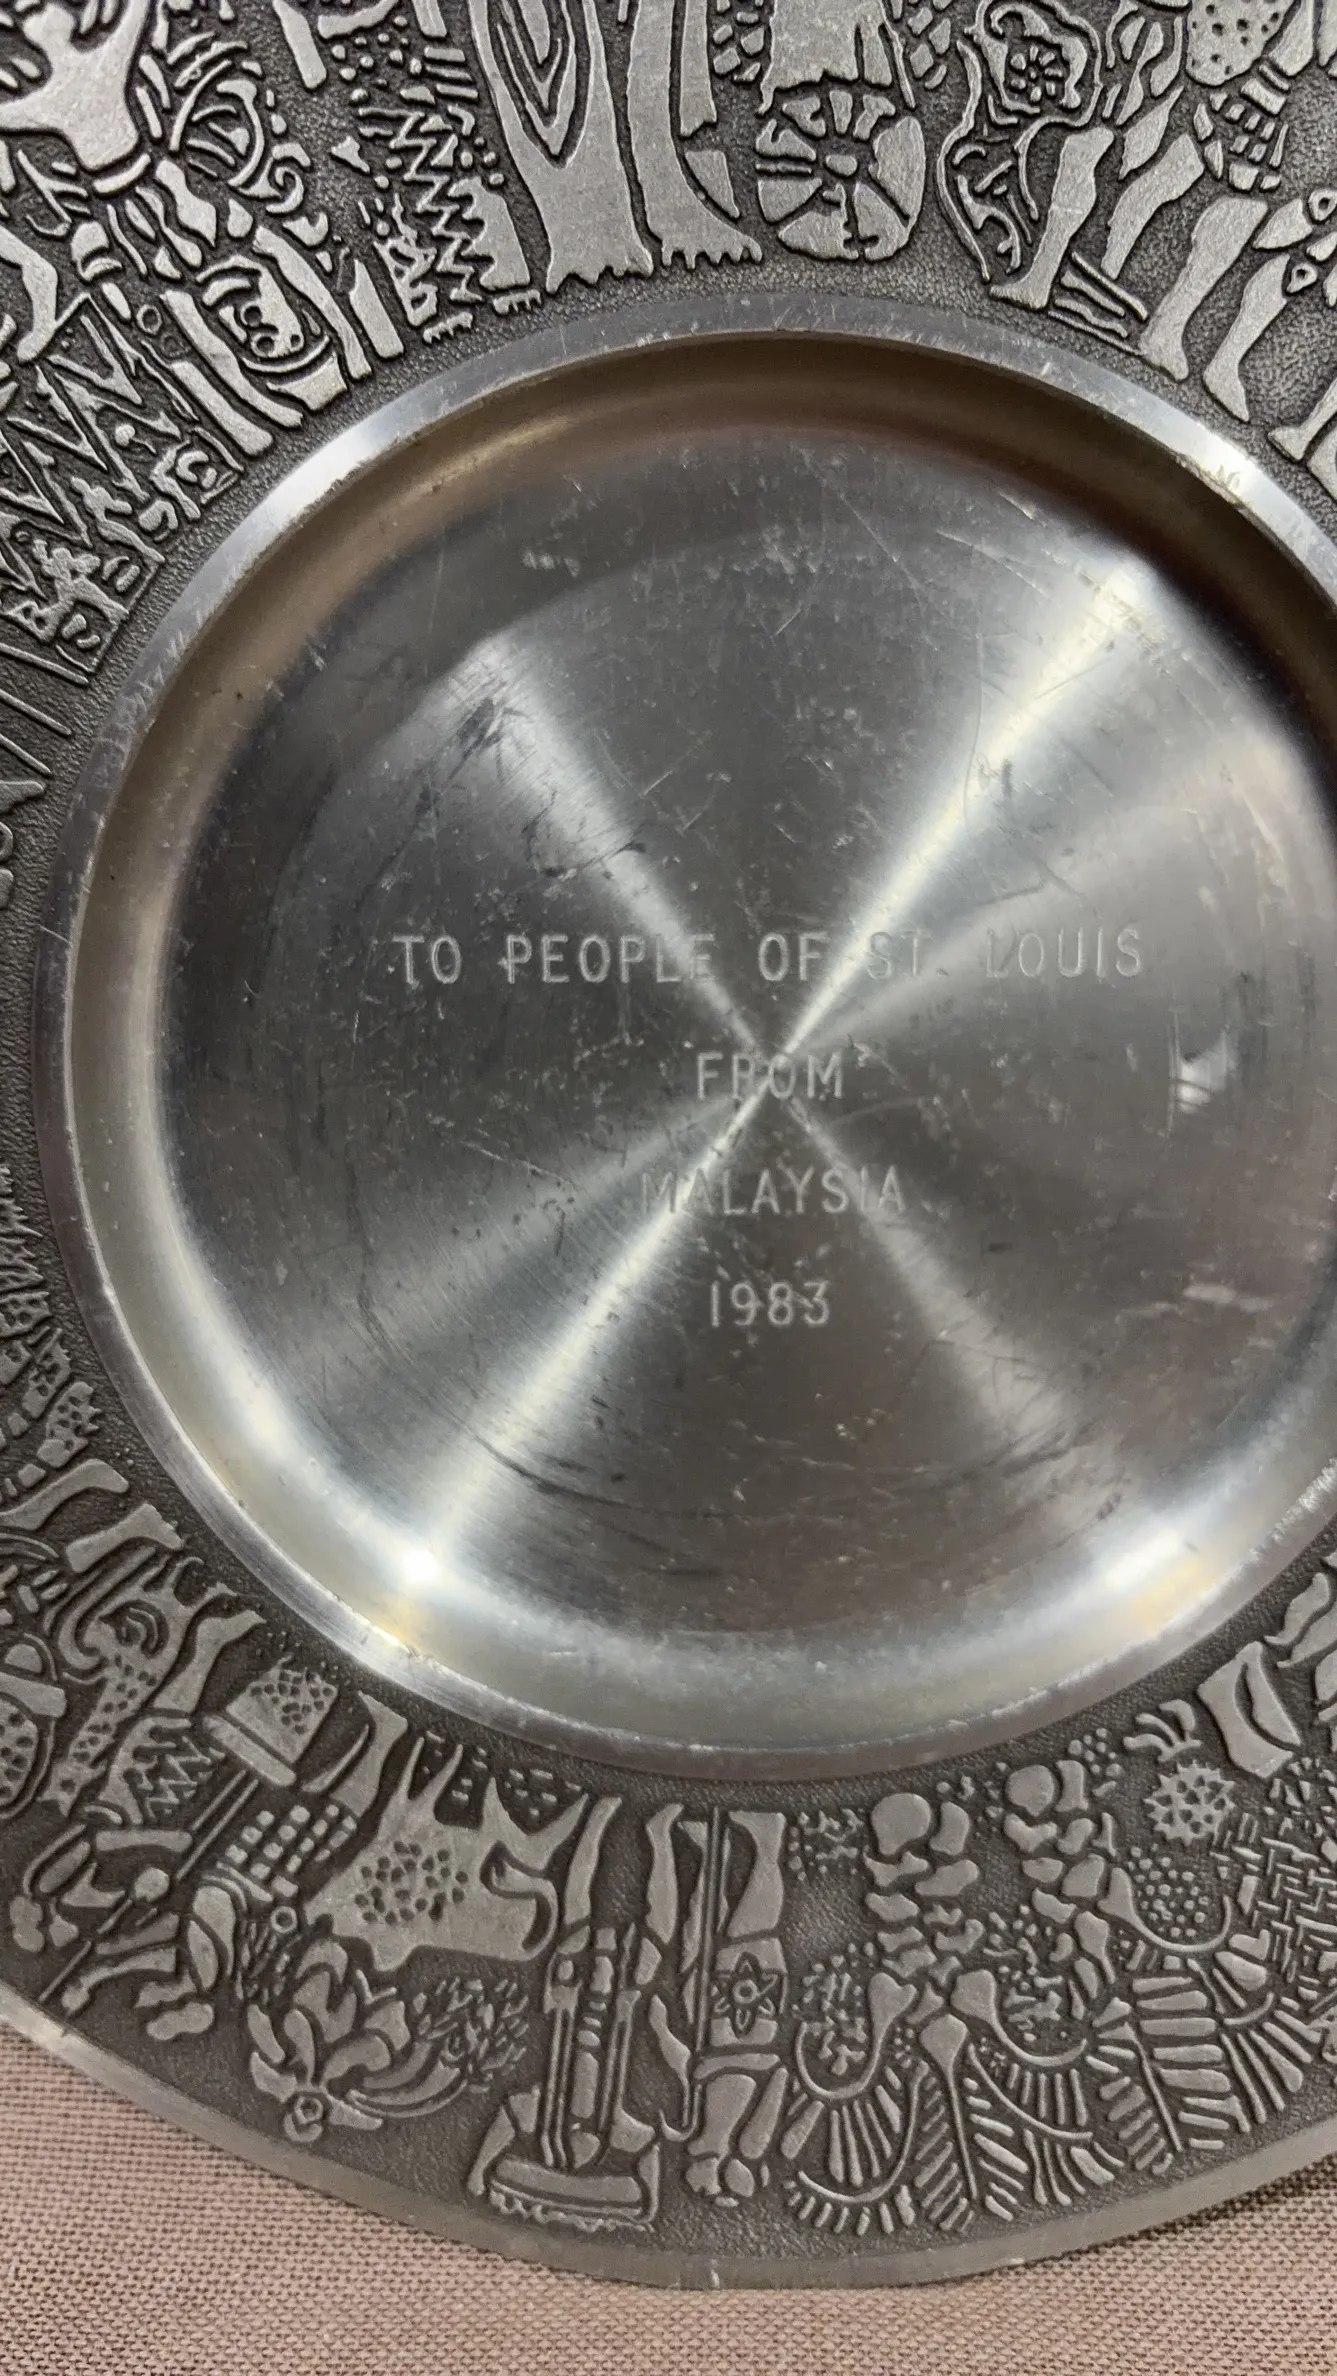 TO PEOPLE OF ST. LOUIS
FROM
MALAYSIA
1983